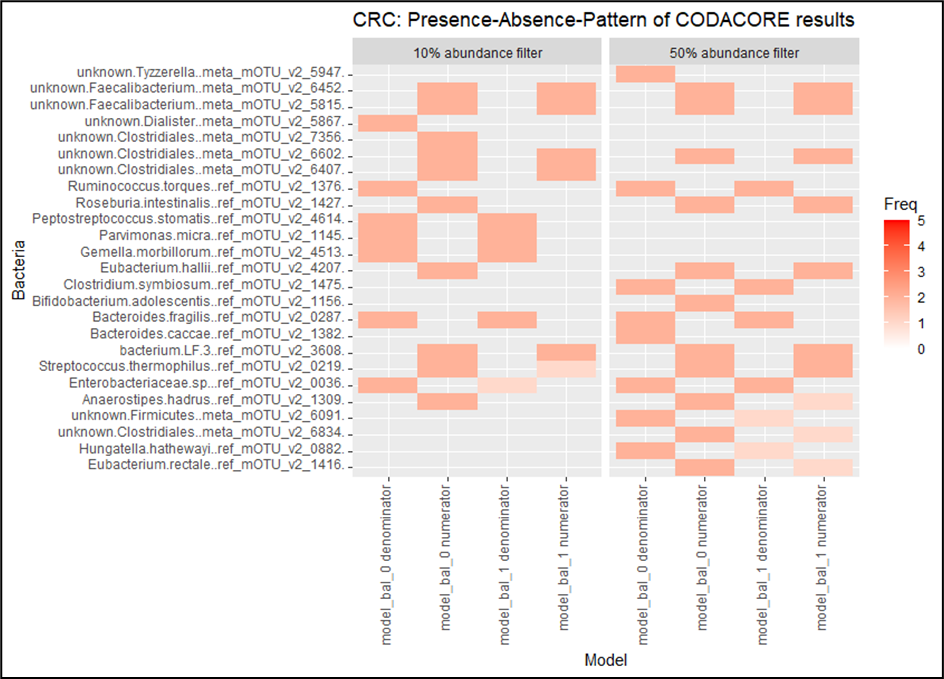 CRC: Presence-Absence-Pattern of CODACORE results
10% abundance filter
50% abundance filter
unknown.Tyzzerella..meta_mOTU_v2_5947.
unknown.Faecalibacterium..meta_mOTU_v2_6452.
unknown.Faecalibacterium..meta_mOTU_v2_5815.
unknown.Dialister..meta_mOTU_v2_5867.
unknown.Clostridiales..meta_mOTU_v2_7356.
unknown.Clostridiales..meta_mOTU_v2_6602.
unknown.Clostridiales..meta_mOTU_v2_6407.
Ruminococcus.torques..ref_mOTU_v2_1376.
Roseburia.intestinalis..ref_mOTU_v2_1427.
Peptostreptococcus.stomatis..ref_mOTU_v2_4614.
Parvimonas.micra..ref_mOTU_v2_1145.
Gemella.morbillorum..ref_mOTU_v2_4513.
Eubacterium.hallii..ref_mOTU_v2_4207.
Clostridium.symbiosum..ref_mOTU_v2_1475.
Bifidobacterium.adolescentis..ref_mOTU_v2_1156.
Bacteroides.fragilis..ref_mOTU_v2_0287.
Bacteroides.caccae..ref_mOTU_v2_1382.
bacterium.LF.3..ref_mOTU_v2_3608.
Streptococcus.thermophilus..ref_mOTU_v2_0219.
Enterobacteriaceae.sp...ref_mOTU_v2_0036.
Anaerostipes.hadrus..ref_mOTU_v2_1309.
unknown.Firmicutes..meta_mOTU_v2_6091.
unknown.Clostridiales..meta_mOTU_v2_6834.
Hungatella.hathewayi..ref_mOTU_v2_0882.
Eubacterium.rectale..ref_mOTU_v2_1416.
Bacteria
model_bal_0 denominator
model_bal_0 numerator
model_bal_1 denominator
model_bal_1 numerator
model_bal_0 denominator
model_bal_0 numerator
model_bal_1 denominator
model_bal_1 numerator
Model
Freq
5
4
3
2
1
0